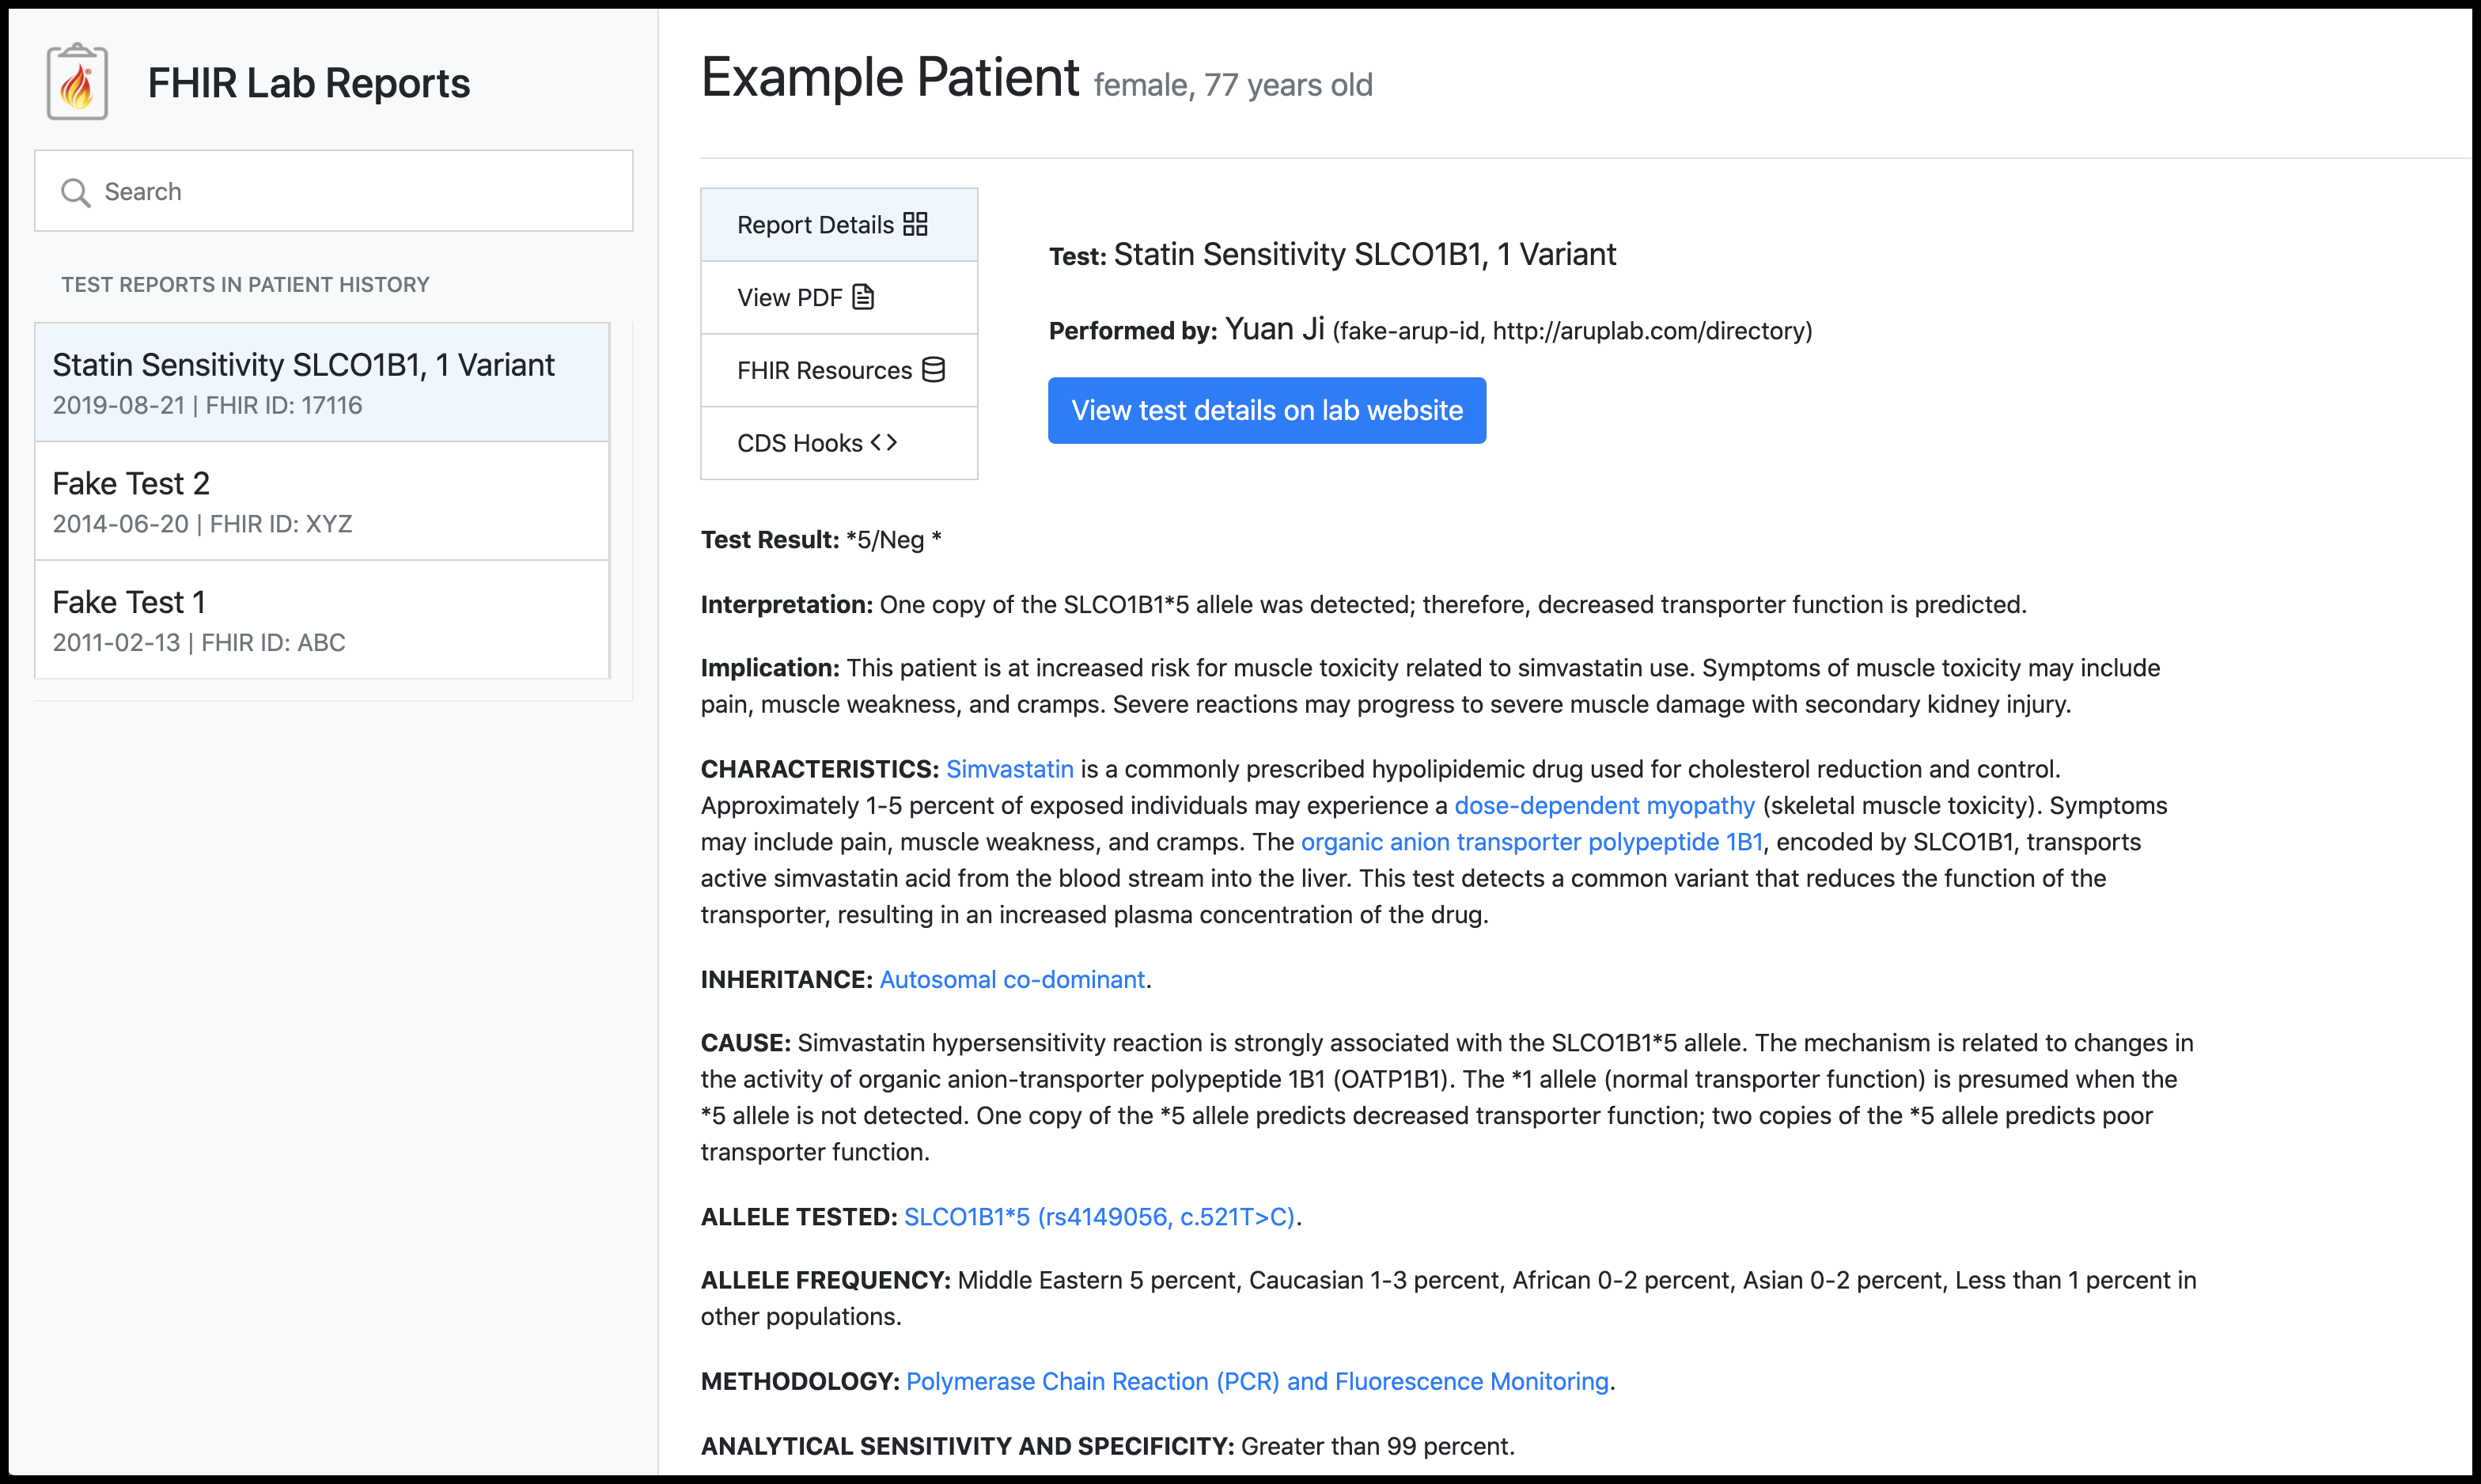 FHIR Lab Reports
Search
TEST REPORTS IN PATIENT HISTORY
Statin Sensitivity SLCO1B1, 1 Variant
2019-08-21 | FHIR ID: 17116
Fake Test 2
2014-06-20 | FHIR ID: XYZ
Fake Test 1
2011-02-13 | FHIR ID: ABC
Example Patient female, 77 years old
Report Details
View PDF
FHIR Resources
CDS Hooks
Test: Statin Sensitivity SLCO1B1, 1 Variant
Performed by: Yuan Ji (fake-arup-id, http://aruplab.com/directory)
View test details on lab website
Test Result: *5/Neg *
Interpretation: One copy of the SLCO1B1*5 allele was detected; therefore, decreased transporter function is predicted.
Implication: This patient is at increased risk for muscle toxicity related to simvastatin use. Symptoms of muscle toxicity may include
pain, muscle weakness, and cramps. Severe reactions may progress to severe muscle damage with secondary kidney injury.
CHARACTERISTICS: Simvastatin is a commonly prescribed hypolipidemic drug used for cholesterol reduction and control.
Approximately 1-5 percent of exposed individuals may experience a dose-dependent myopathy (skeletal muscle toxicity). Symptoms
may include pain, muscle weakness, and cramps. The organic anion transporter polypeptide 1B1, encoded by SLCO1B1, transports
active simvastatin acid from the blood stream into the liver. This test detects a common variant that reduces the function of the
transporter, resulting in an increased plasma concentration of the drug.
INHERITANCE: Autosomal co-dominant.
CAUSE: Simvastatin hypersensitivity reaction is strongly associated with the SLCO1B1*5 allele. The mechanism is related to changes in
the activity of organic anion-transporter polypeptide 1B1 (OATP1B1). The *1 allele (normal transporter function) is presumed when the
*5 allele is not detected. One copy of the *5 allele predicts decreased transporter function; two copies of the *5 allele predicts poor
transporter function.
ALLELE TESTED: SLCO1B1*5 (rs4149056, c.521T>C).
ALLELE FREQUENCY: Middle Eastern 5 percent, Caucasian 1-3 percent, African 0-2 percent, Asian 0-2 percent, Less than 1 percent in
other populations.
METHODOLOGY: Polymerase Chain Reaction (PCR) and Fluorescence Monitoring.
ANALYTICAL SENSITIVITY AND SPECIFICITY: Greater than 99 percent.